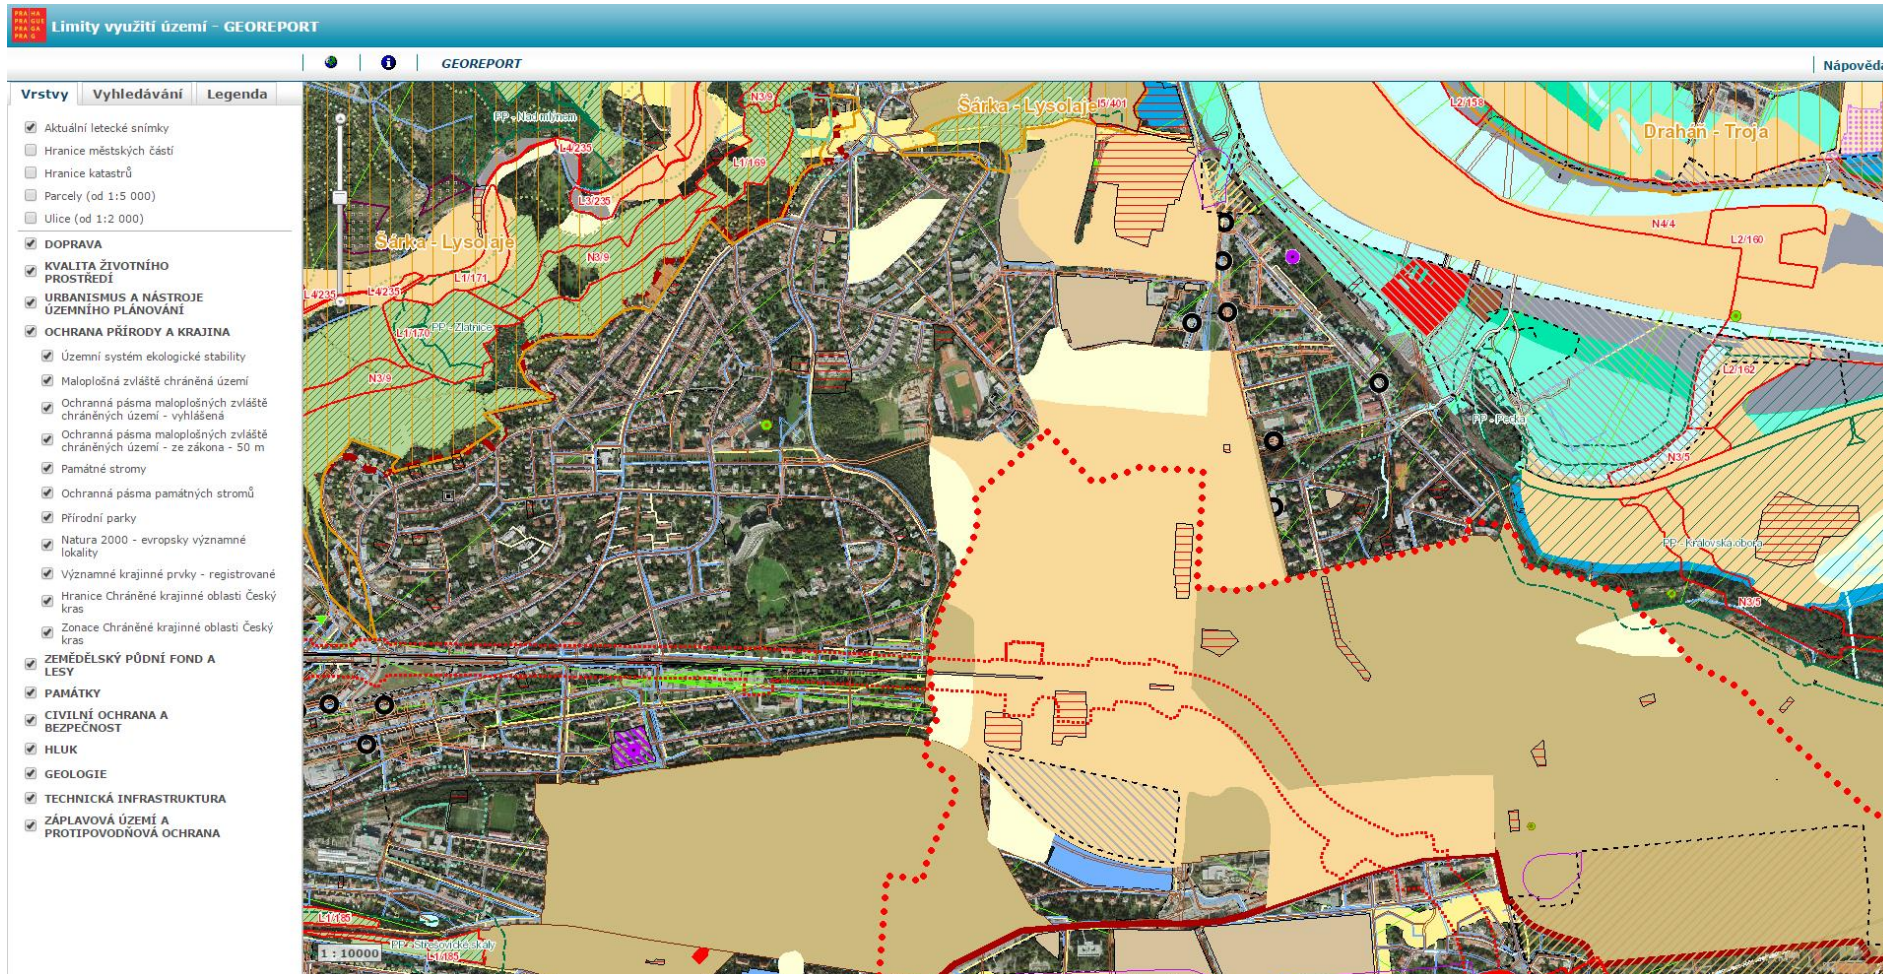 PRA HA
PRA GUE
PRA GA
PRA G
Limity využití území - GEOREPORT
GEOREPORT
Nápověda
Vrstvy
Vyhledávání
Legenda
Aktuální letecké snímky
Hranice městských částí
Hranice katastrů
Parcely (od 1:5 000)
Ulice (od 1:2 000)
DOPRAVA
KVALITA ŽIVOTNÍHO
PROSTŘEDÍ
URBANISMUS A NÁSTROJE
ÚZEMNÍHO PLÁNOVÁNÍ
OCHRANA PŘÍRODY A KRAJINA
Územní systém ekologické stability
Maloplošná zvláště chráněná území
Ochranná pásma maloplošných zvláště
chráněných území - vyhlášená
Ochranná pásma maloplošných zvláště
chráněných území - ze zákona - 50 m
Památné stromy
Ochranná pásma památných stromů
Přírodní parky
Natura 2000 - evropsky významné
lokality
Významné krajinné prvky - registrované
Hranice Chráněné krajinné oblasti Český
kras
Zonace Chráněné krajinné oblasti Český
kras
ZEMĚDĚLSKÝ PŮDNÍ FOND A
LESY
PAMÁTKY
CIVILNÍ OCHRANA A
BEZPEČNOST
HLUK
GEOLOGIE
TECHNICKÁ INFRASTRUKTURA
ZÁPLAVOVÁ ÚZEMÍ A
PROTIPOVODŇOVÁ OCHRANA
N3/9
Šárka - Lysolaje
I5/401
L2/158
PP - Nad mlýnem
Draháň - Troja
L4/235
L1/169
L3/235
N4/4
L2/160
Šárka - Lysolaje
N3/9
L1/171
L4/235
L4/235
L1/170
PP - Zlatnice
L2/162
N3/9
PP - Pecka
N3/5
PP - Královská obora
N3/5
L1/185
PP - Střešovické skály
L1/185
1 : 10000